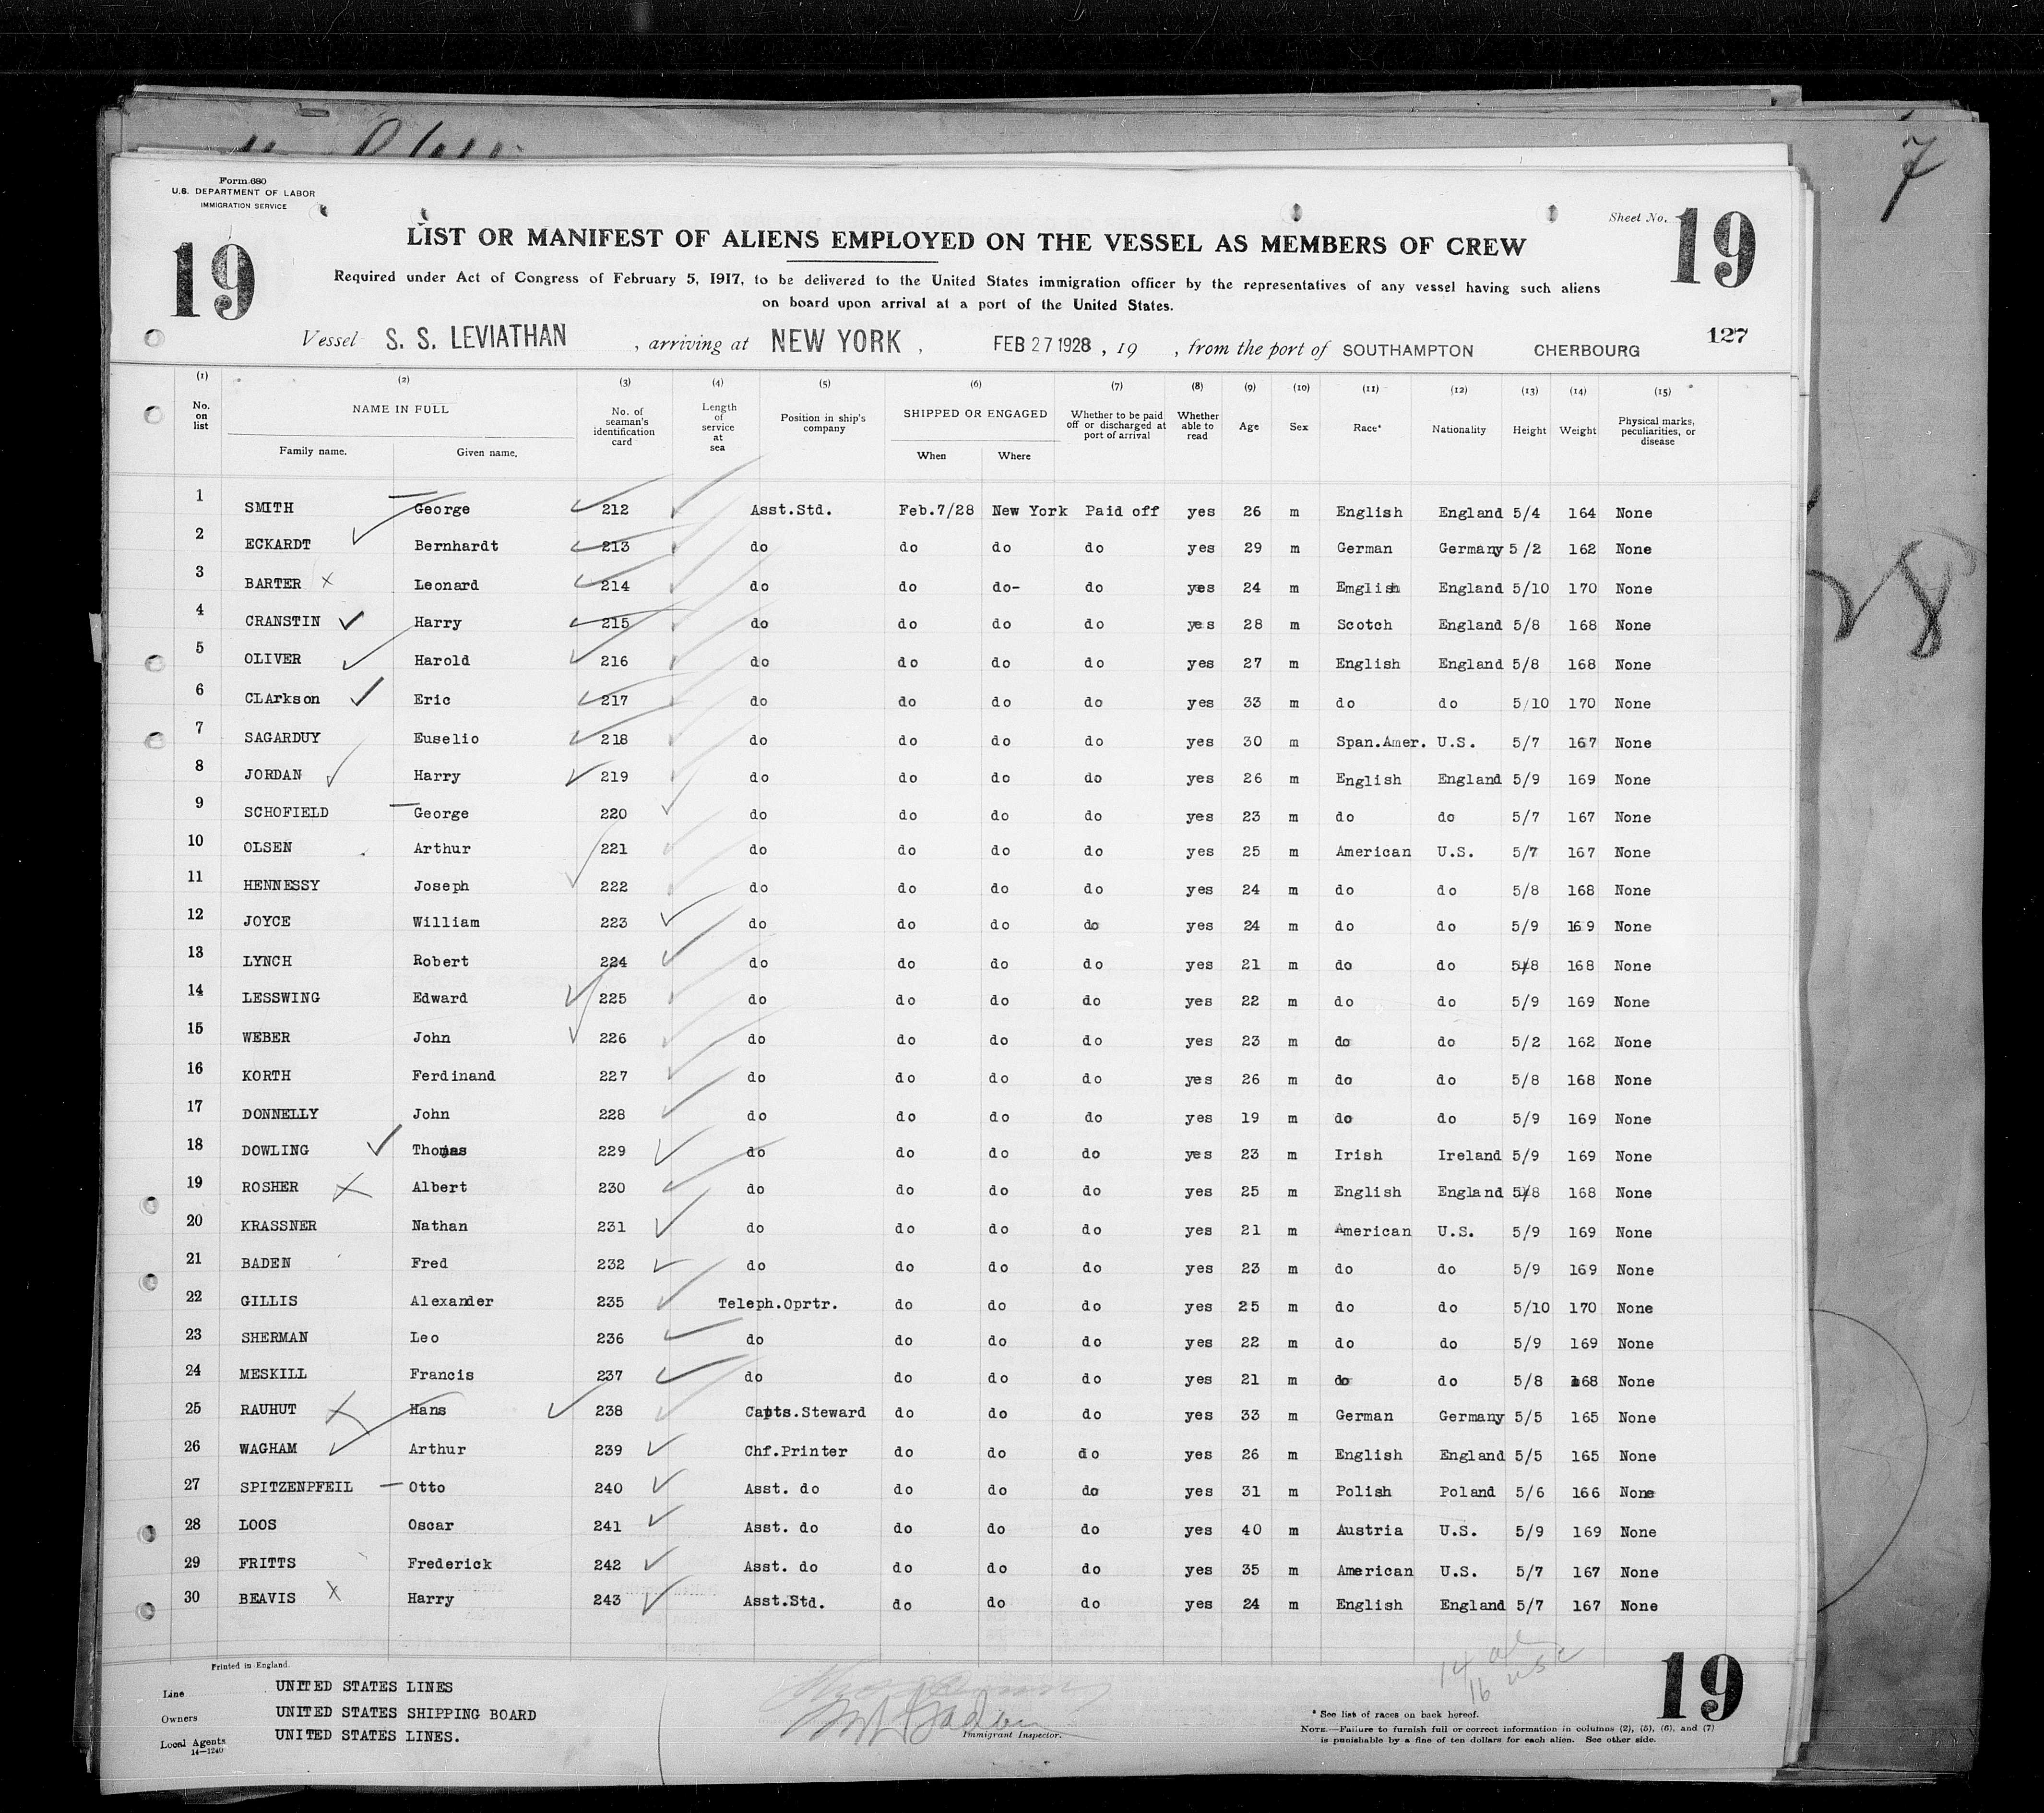 7
28
Form 680
U.S. DEPARTMENT OF LABOR
IMMIGRATION SERVICE
Sheet No. 19
19
LIST OR MANIFEST OF ALIENS EMPLOYED ON THE VESSEL AS MEMBERS OF CREW
Required under Act of Congress of February 5, 1917, to be delivered to the United States immigration officer by the representatives of any vessel having such aliens
on board upon arrival at a port of the United States.
127
Vessel S. S. LEVIATHAN , arriving at NEW YORK , FEB 27 1928 , 19 , from the port of SOUTHAMPTON CHERBOURG
(1) (2) (3) (4) (5) (6) (7) (8) (9) (10) (11) (12) (13) (14) (15)
No. on list NAME IN FULL No. of seaman's identification card Length of service at sea Position in ship's company SHIPPED OR ENGAGED Whether to be paid off or discharged at port of arrival Whether able to read Age Sex Race* Nationality Height Weight Physical marks, peculiarities, or disease
Family name. Given name. When Where
1 SMITH George 212 Asst.Std. Feb.7/28 New York Paid off yes 26 m English England 5/4 164 None
2 ECKARDT Bernhardt 213 do do do do yes 29 m German Germany 5 /2 162 None
3 BARTER Leonard 214 do do do- do yes 24 m Emglish England 5/10 170 None
4 CRANSTIN Harry 215 do do do do yes 28 m Scotch England 5/8 168 None
5 OLIVER Harold 216 do do do do yes 27 m English England 5/8 168 None
6 CLArkson Eric 217 do do do do yes 33 m do do 5/10 170 None
7 SAGARDUY Euselio 218 do do do do yes 30 m Span.Amer. U.S. 5/7 167 None
8 JORDAN Harry 219 do do do do yes 26 m English England 5/9 169 None
9 SCHOFIELD George 220 do do do do yes 23 m do do 5/7 167 None
10 OLSEN Arthur 221 do do do do yes 25 m American U.S. 5/7 167 None
11 HENNESSY Joseph 222 do do do do yes 24 m do do 5/8 168 None
12 JOYCE William 223 do do do do yes 24 m do do 5/9 169 None
13 LYNCH Robert 224 do do do do yes 21 m do do 5/8 168 None
14 LESSWING Edward 225 do do do do yes 22 m do do 5/9 169 None
15 WEBER John 226 do do do do yes 23 m do do 5/2 162 None
16 KORTH Ferdinand 227 do do do do yes 26 m do do 5/8 168 None
17 DONNELLY John 228 do do do do yes 19 m do do 5/9 169 None
18 DOWLING Thomas 229 do do do do yes 23 m Irish Ireland 5/9 169 None
19 ROSHER Albert 230 do do do do yes 25 m English England 5/8 168 None
20 KRASSNER Nathan 231 do do do do yes 21 m American U.S. 5/9 169 None
21 BADEN Fred 232 do do do do yes 23 m do do 5/9 169 None
22 GILLIS Alexander 235 Teleph.Oprtr. do do do yes 25 m do do 5/10 170 None
23 SHERMAN Leo 236 do do do do yes 22 m do do 5/9 169 None
24 MESKILL Francis 237 do do do do yes 21 m do do 5/8 168 None
25 RAUHUT Hans 238 Capts.Steward do do do yes 33 m German Germany 5/5 165 None
26 WAGHAM Arthur 239 Chf.Printer do do do yes 26 m English England 5/5 165 None
27 SPITZENPFEIL Otto 240 Asst. do do do do yes 31 m Polish Poland 5/6 166 None
28 LOOS Oscar 241 Asst. do do do do yes 40 m Austria U.S. 5/9 169 None
29 FRITTS Frederick 242 Asst. do do do do yes 35 m American U.S. 5/7 167 None
30 BEAVIS Harry 243 Asst.Std. do do do yes 24 m English England 5/7 167 None
14 al
16 usc
19
Printed in England.
Line UNITED STATES LINES
Owners UNITED STATES SHIPPING BOARD
Local Agents UNITED STATES LINES.
14—1240
Immigrant Inspector.
* See list of races on back hereof.
NOTE.—Failure to furnish full or correct information in columns (2), (5), (6), and (7)
is punishable by a fine of ten dollars for each alien. See other side.